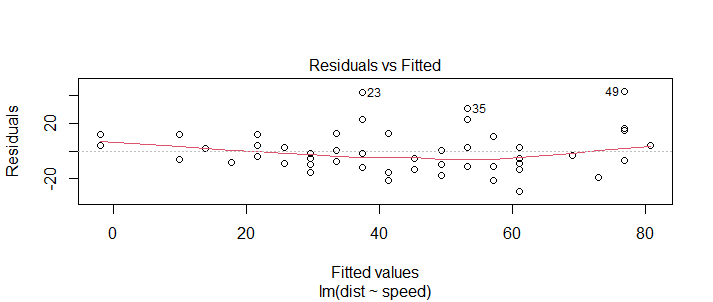 Residuals vs Fitted
Residuals
20
-20
23
35
49
0 20 40 60 80
Fitted values
lm(dist ~ speed)